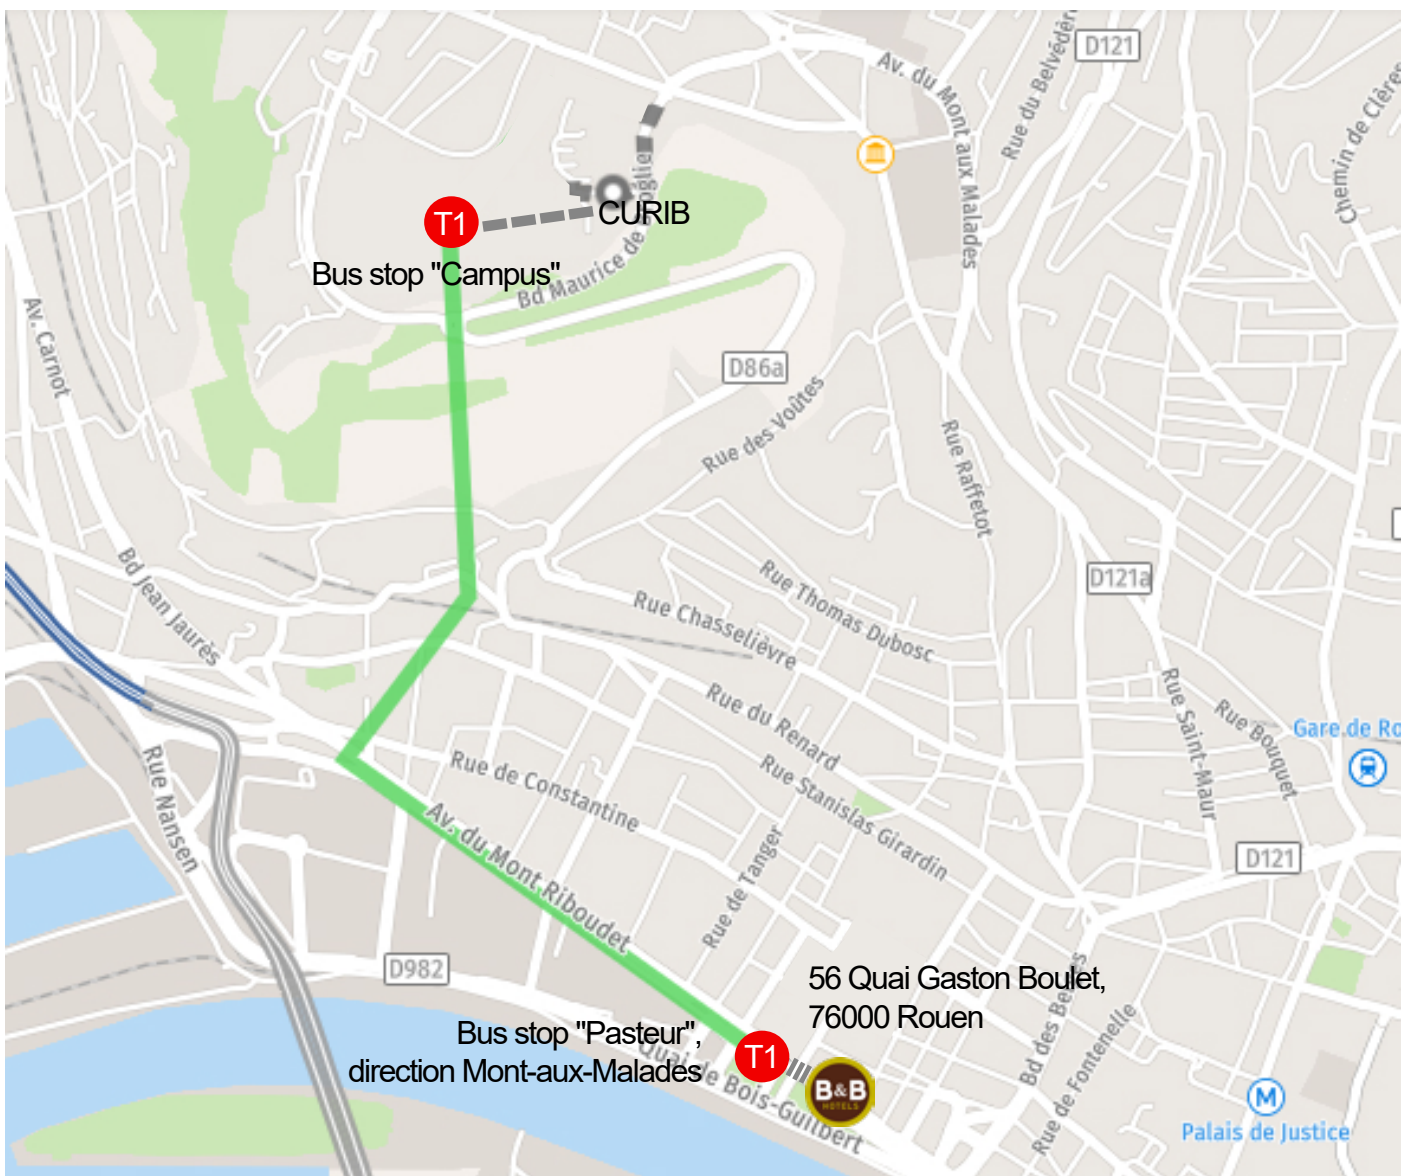 D121
Av. du Mont aux Malades
Rue du Belvédèr
Chemin de Clères
T1
CURIB
Bus stop "Campus"
Bd Maurice de Broglie
Av. Carnot
D86a
Rue des Voûtes
Rue Raffetot
Bd Jean Jaurès
Rue Thomas Dubosc
D121a
Rue Chasselièvre
Rue du Renard
Rue Saint-Maur
Rue Bouquet
Gare de Ro
Rue Nansen
Rue de Constantine
Rue Stanislas Girardin
Av. du Mont Riboudet
Rue de Tanger
D121
D982
56 Quai Gaston Boulet,
76000 Rouen
Bus stop "Pasteur",
direction Mont-aux-Malades
T1
Quai de Bois-Guilbert
B&B
HOTELS
Bd des Belges
Rue de Fontenelle
M
Palais de Justice